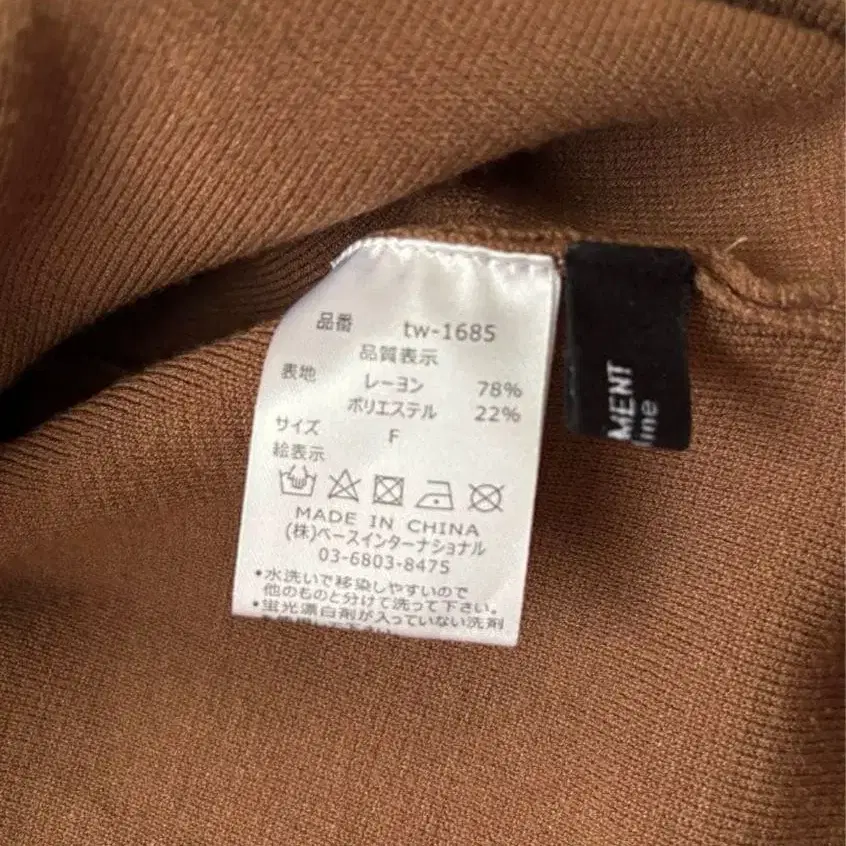 品番 tw-1685
品質表示
表地 レーヨン 78%
ポリエステル 22%
サイズ F
絵表示
MADE IN CHINA
(株)ベースインターナショナル
03-6803-8475
•水洗いで移染しやすいので
他のものと分けて洗って下さい。
•蛍光漂白剤が入っていない洗剤
MENT
ine